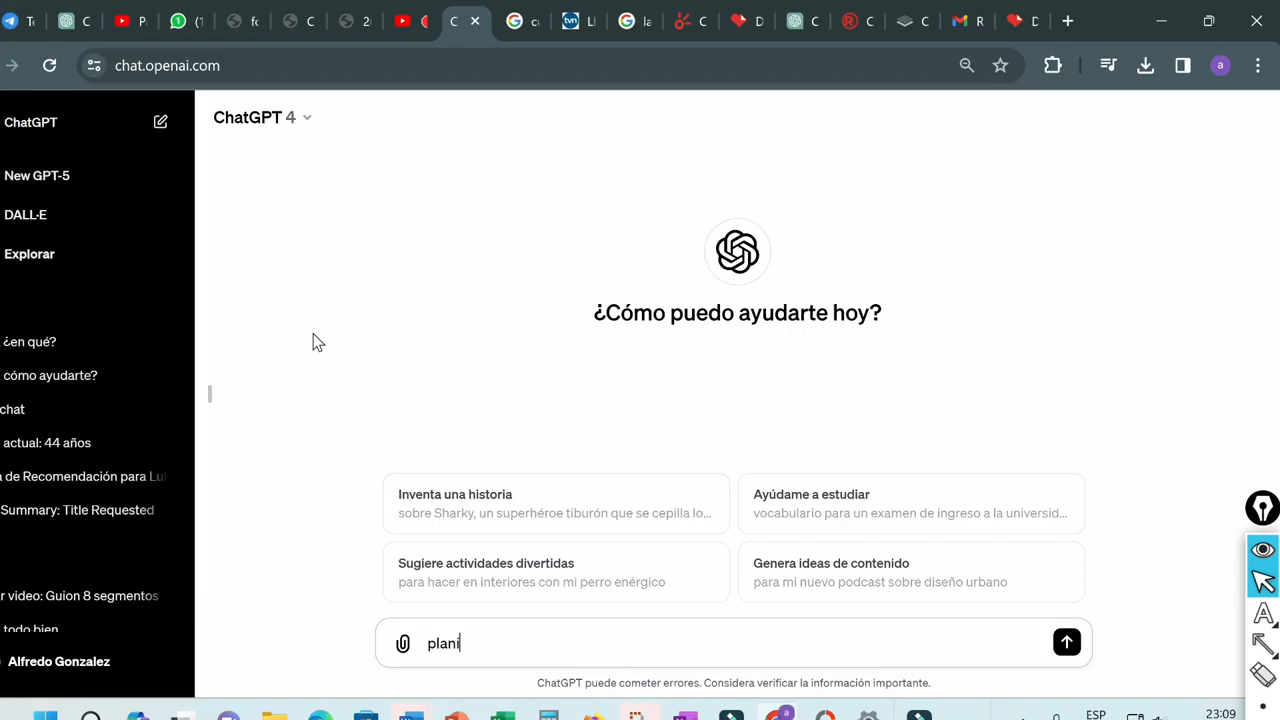 chat.openai.com
a
ChatGPT
ChatGPT 4
New GPT-5
DALL·E
Explorar
¿en qué?
cómo ayudarte?
chat
actual: 44 años
a de Recomendación para Lui
Summary: Title Requested
r video: Guion 8 segmentos
todo bien
Alfredo Gonzalez
¿Cómo puedo ayudarte hoy?
Inventa una historia
sobre Sharky, un superhéroe tiburón que se cepilla lo...
Ayúdame a estudiar
vocabulario para un examen de ingreso a la universid...
Sugiere actividades divertidas
para hacer en interiores con mi perro enérgico
Genera ideas de contenido
para mi nuevo podcast sobre diseño urbano
plani
ChatGPT puede cometer errores. Considera verificar la información importante.
A
ESP
23:09